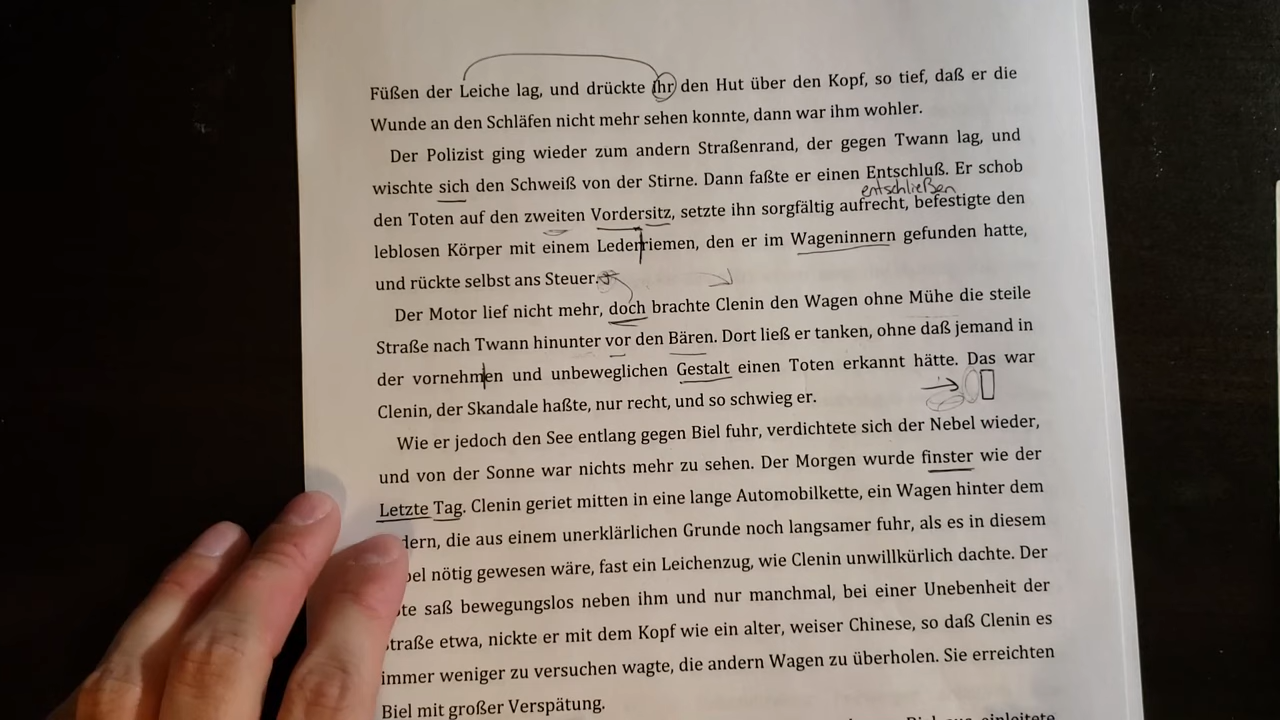 Füßen der Leiche lag, und drückte ihr den Hut über den Kopf, so tief, daß er die
Wunde an den Schläfen nicht mehr sehen konnte, dann war ihm wohler.
Der Polizist ging wieder zum andern Straßenrand, der gegen Twann lag, und
wischte sich den Schweiß von der Stirne. Dann faßte er einen Entschluß. Er schob
entschließen
den Toten auf den zweiten Vordersitz, setzte ihn sorgfältig aufrecht, befestigte den
leblosen Körper mit einem Lederriemen, den er im Wageninnern gefunden hatte,
und rückte selbst ans Steuer.
Der Motor lief nicht mehr, doch brachte Clenin den Wagen ohne Mühe die steile
Straße nach Twann hinunter vor den Bären. Dort ließ er tanken, ohne daß jemand in
der vornehmen und unbeweglichen Gestalt einen Toten erkannt hätte. Das war
Clenin, der Skandale haßte, nur recht, und so schwieg er.
Wie er jedoch den See entlang gegen Biel fuhr, verdichtete sich der Nebel wieder,
und von der Sonne war nichts mehr zu sehen. Der Morgen wurde finster wie der
Letzte Tag. Clenin geriet mitten in eine lange Automobilkette, ein Wagen hinter dem
dern, die aus einem unerklärlichen Grunde noch langsamer fuhr, als es in diesem
bel nötig gewesen wäre, fast ein Leichenzug, wie Clenin unwillkürlich dachte. Der
te saß bewegungslos neben ihm und nur manchmal, bei einer Unebenheit der
Straße etwa, nickte er mit dem Kopf wie ein alter, weiser Chinese, so daß Clenin es
immer weniger zu versuchen wagte, die andern Wagen zu überholen. Sie erreichten
Biel mit großer Verspätung.